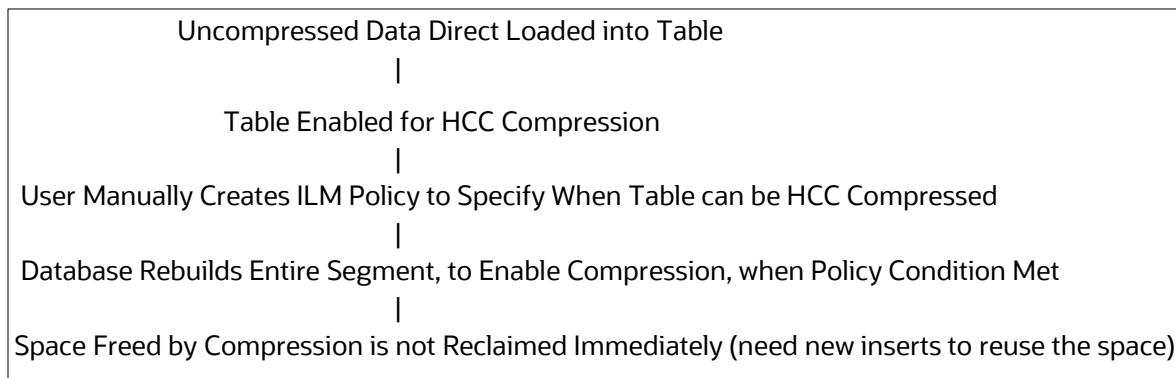 Uncompressed Data Direct Loaded into Table
|
Table Enabled for HCC Compression
|
User Manually Creates ILM Policy to Specify When Table can be HCC Compressed
|
Database Rebuilds Entire Segment, to Enable Compression, when Policy Condition Met
|
Space Freed by Compression is not Reclaimed Immediately (need new inserts to reuse the space)